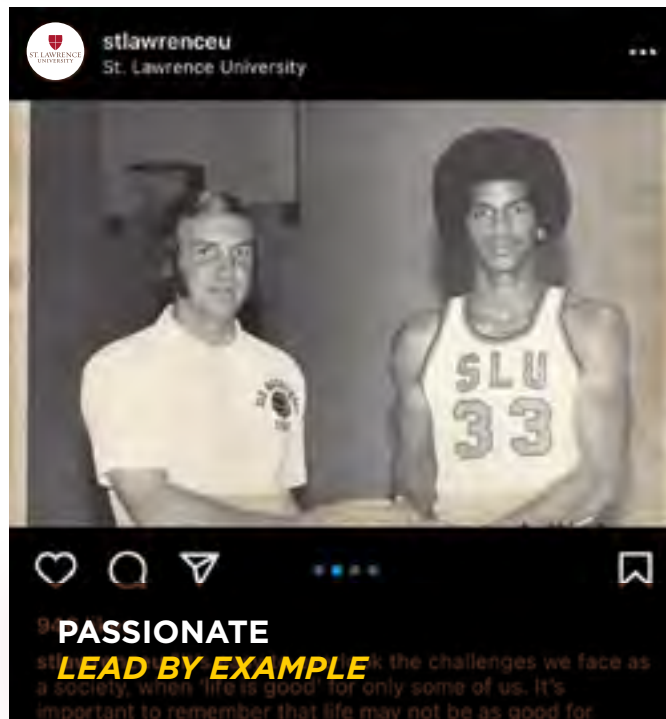 ST LAWRENCE
UNIVERSITY
stlawrenceu
St. Lawrence University
SLU
33
PASSIONATE
LEAD BY EXAMPLE
the challenges we face as
a society, when 'life is good' for only some of us. It's
important to remember that life may not be as good for